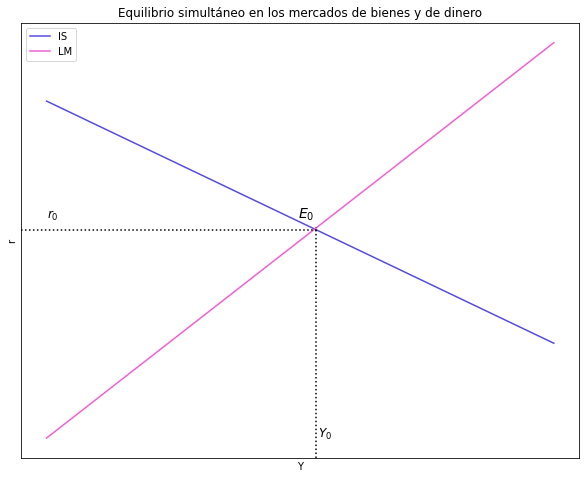 Equilibrio simultáneo en los mercados de bienes y de dinero
IS
LM
r₀
E₀
r
Y₀
Y